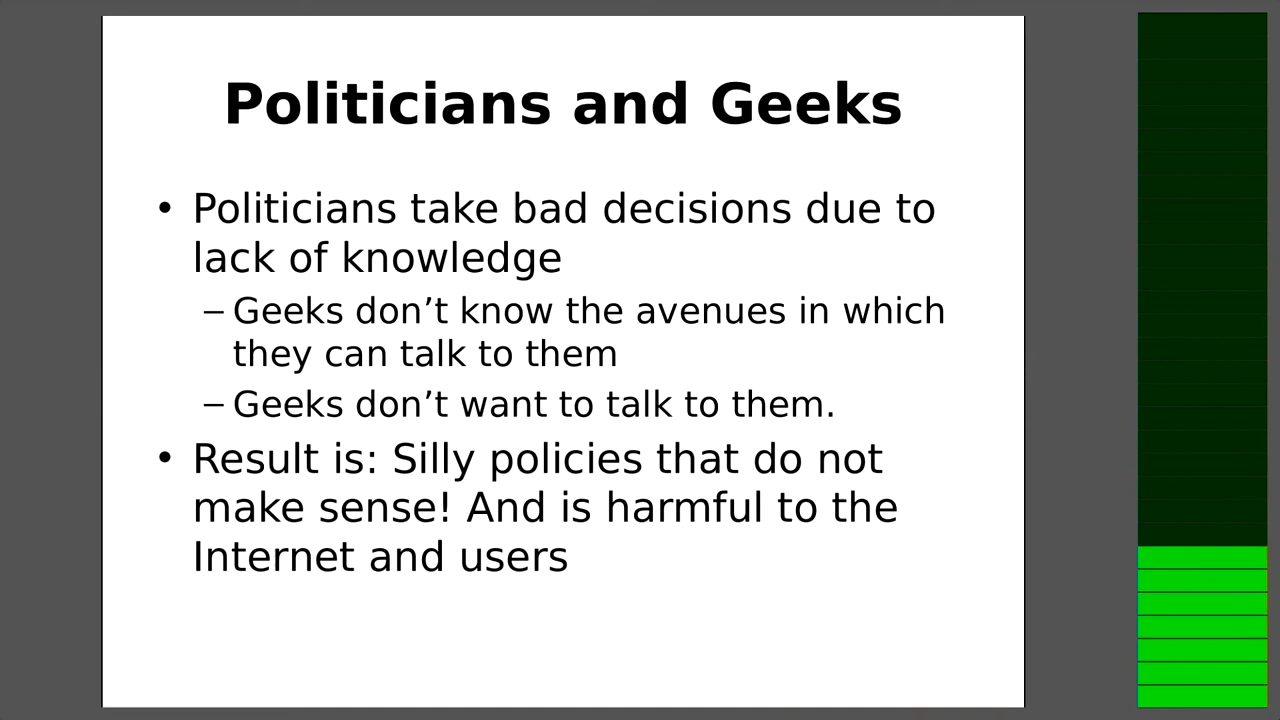 Politicians and Geeks
• Politicians take bad decisions due to
lack of knowledge
– Geeks don’t know the avenues in which
they can talk to them
– Geeks don’t want to talk to them.
• Result is: Silly policies that do not
make sense! And is harmful to the
Internet and users